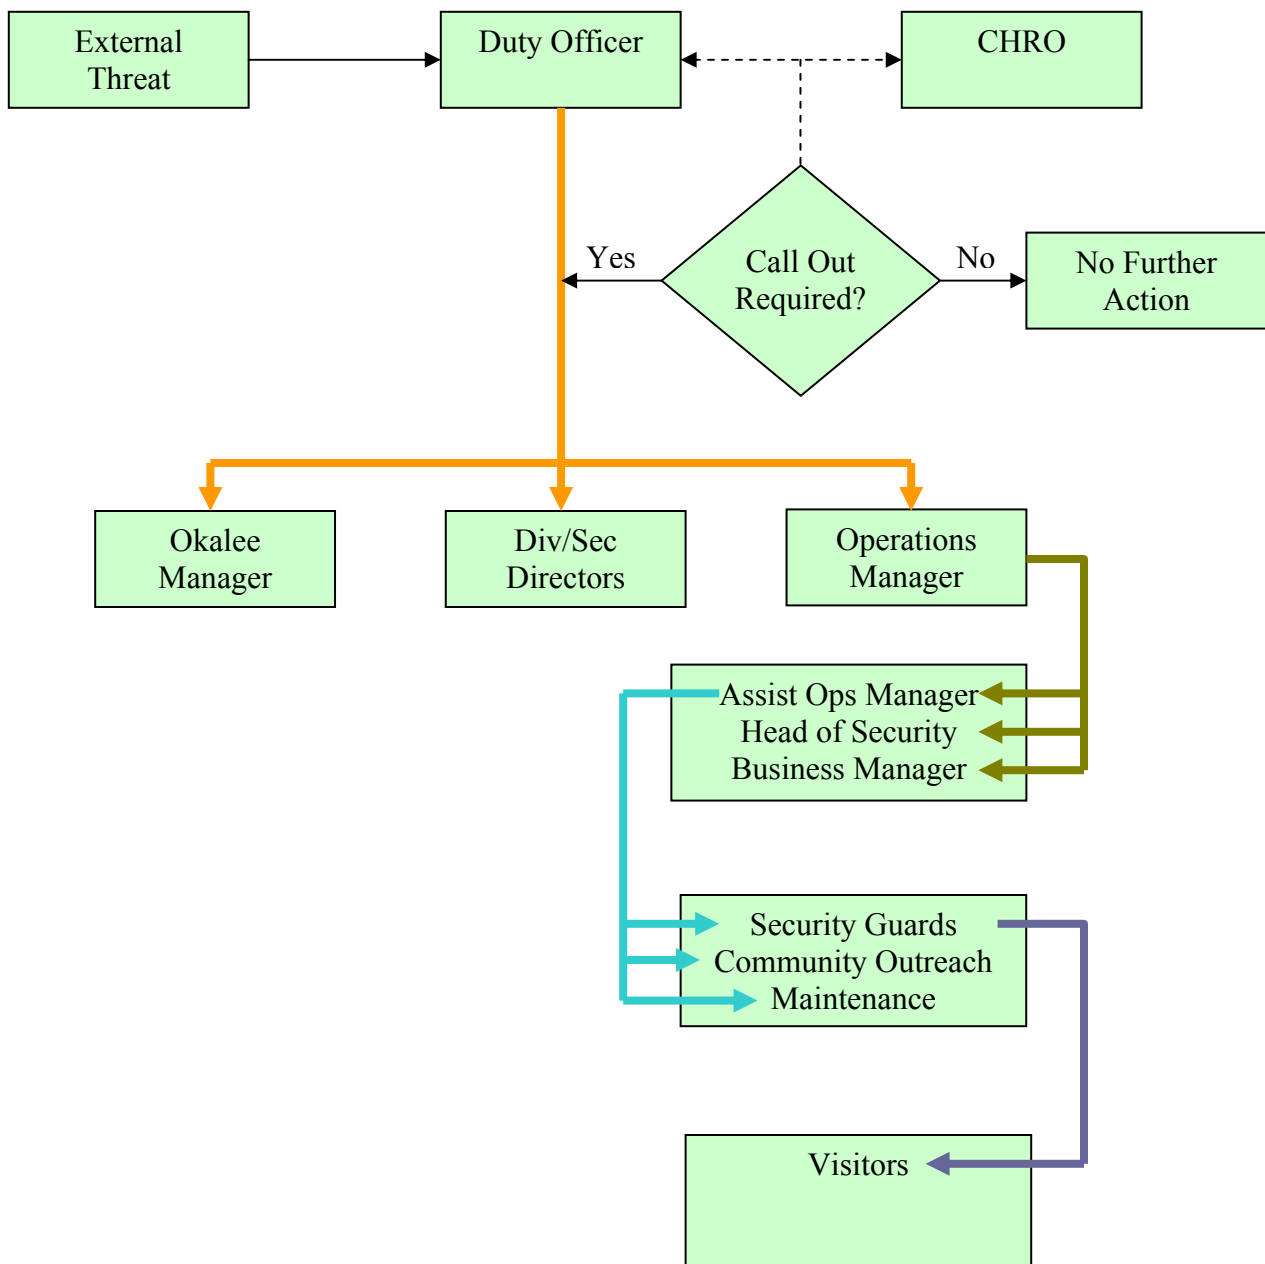 External
Threat
Duty Officer
CHRO
Yes
Call Out
Required?
No
No Further
Action
Okalee
Manager
Div/Sec
Directors
Operations
Manager
Assist Ops Manager
Head of Security
Business Manager
Security Guards
Community Outreach
Maintenance
Visitors